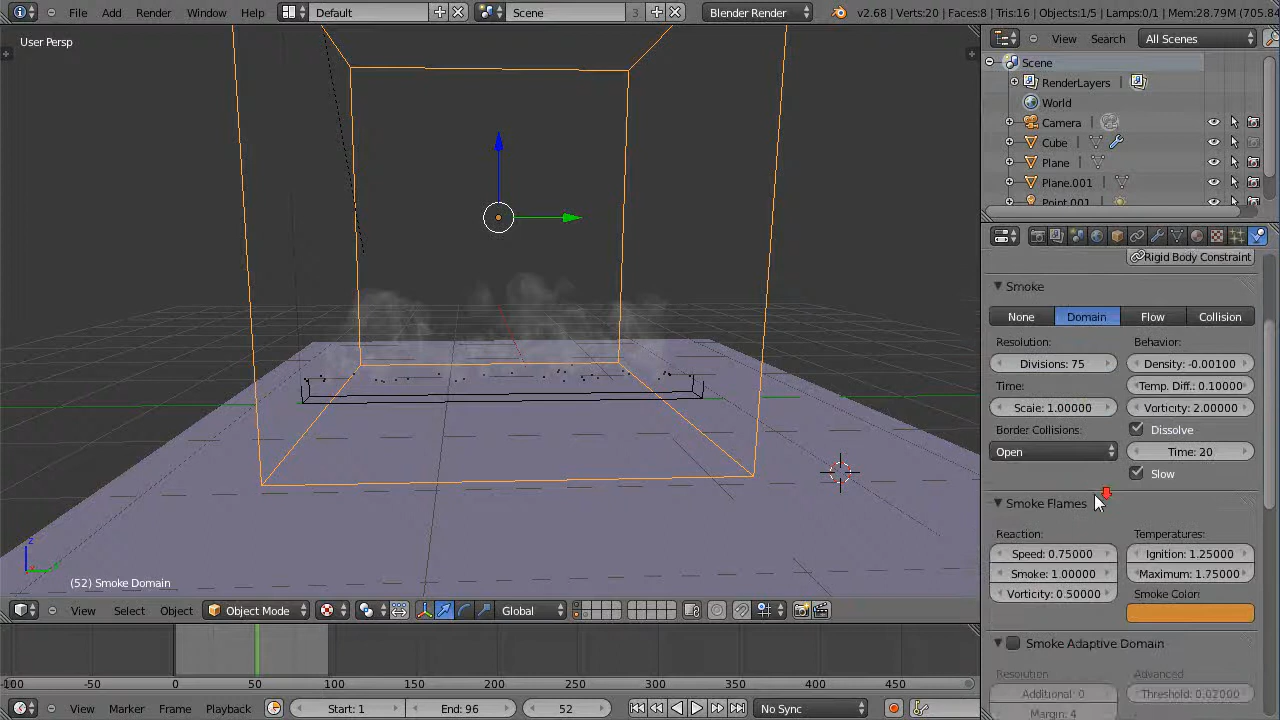 File Add Render Window Help Default Scene 3 Blender Render v2.68 | Verts:20 | Faces:8 | Tris:16 | Objects:1/5 | Lamps:0/1 | Mem:28.79M (705.84
User Persp
View Search All Scenes
Scene
RenderLayers |
World
Camera |
Cube |
Plane |
Plane.001 |
Point.001 |
Rigid Body Constraint
Smoke
None Domain Flow Collision
Resolution: Behavior:
Divisions: 75 Density: -0.00100
Time: Temp. Diff.: 0.10000
Scale: 1.00000 Vorticity: 2.00000
Border Collisions: Dissolve
Open Time: 20
Slow
Smoke Flames
Reaction: Temperatures:
Speed: 0.75000 Ignition: 1.25000
Smoke: 1.00000 Maximum: 1.75000
Vorticity: 0.50000 Smoke Color:
Smoke Adaptive Domain
Resolution Advanced
Additional: 0 Threshold: 0.02000
Margin: 4
z
(52) Smoke Domain
View Select Object Object Mode Global
-100 -50 0 50 100 150 200 250 300 350 400 450
View Marker Frame Playback Start: 1 End: 96 52 No Sync